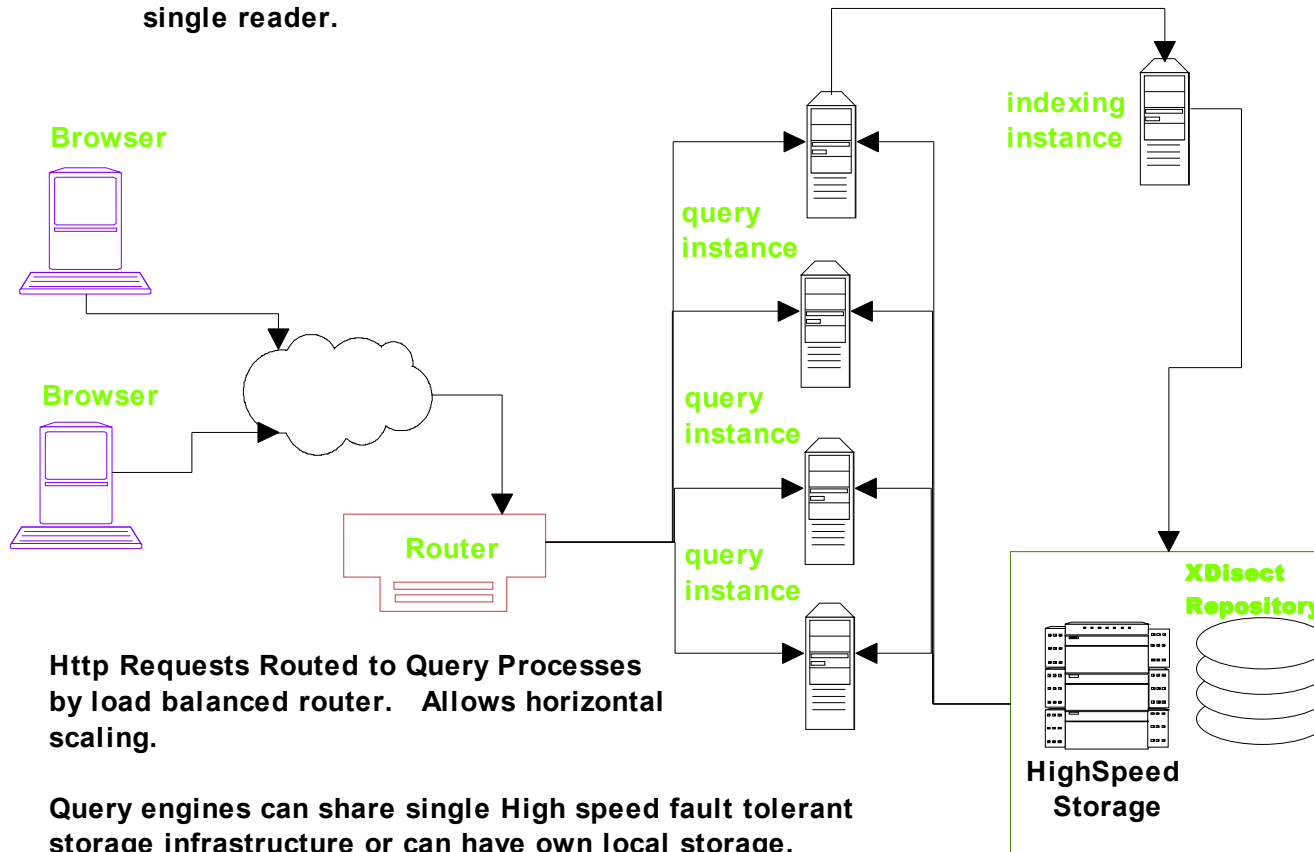 single reader.
Browser
indexing
instance
query
instance
Browser
query
instance
Router
query
instance
XDisect
Repository
Http Requests Routed to Query Processes
by load balanced router. Allows horizontal
scaling.
HighSpeed
Storage
Query engines can share single High speed fault tolerant
storage infrastructure or can have own local storage.